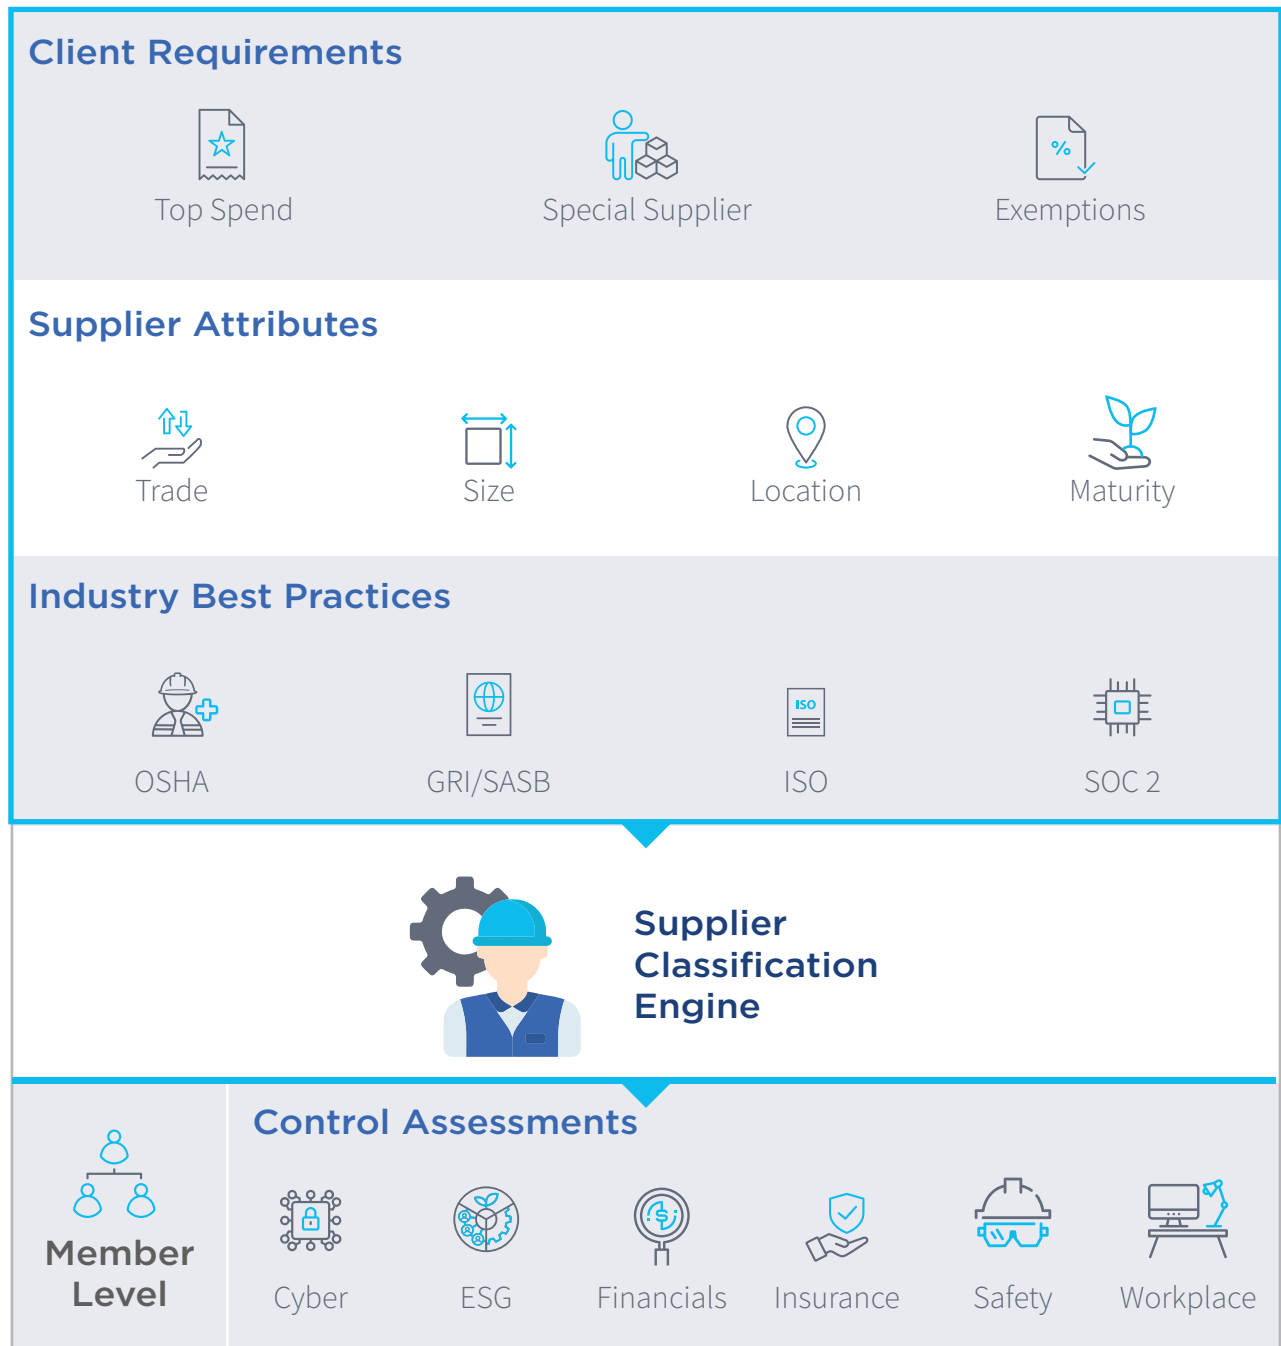 Client Requirements
Top Spend
Special Supplier
Exemptions
Supplier Attributes
Trade
Size
Location
Maturity
Industry Best Practices
ISO
OSHA
GRI/SASB
ISO
SOC 2
Supplier
Classification
Engine
Member
Level
Control Assessments
Cyber
ESG
Financials
Insurance
Safety
Workplace